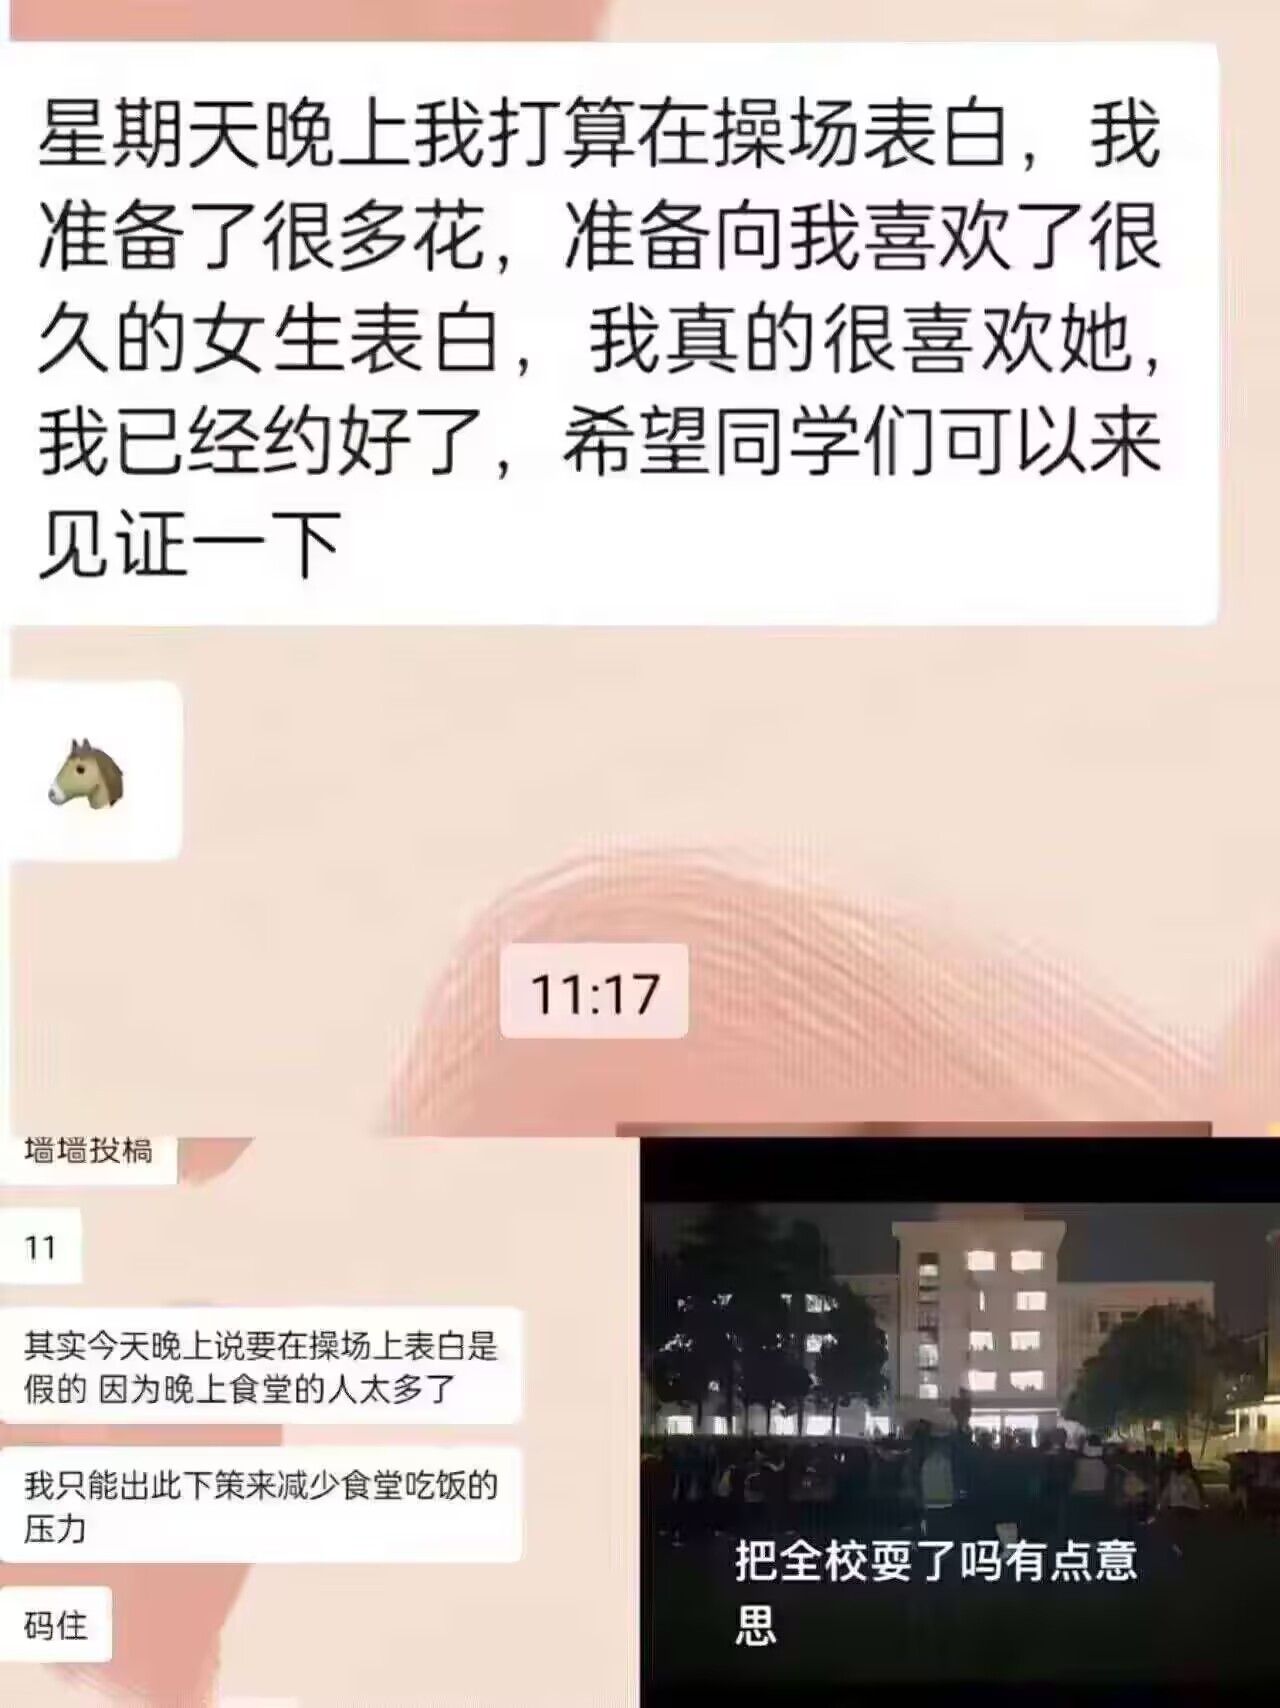 星期天晚上我打算在操场表白，我
准备了很多花，准备向我喜欢了很
久的女生表白，我真的很喜欢她，
我已经约好了，希望同学们可以来
见证一下
11:17
墙墙投稿
11
其实今天晚上说要在操场上表白是
假的 因为晚上食堂的人太多了
我只能出此下策来减少食堂吃饭的
压力
码住
把全校耍了吗有点意
思